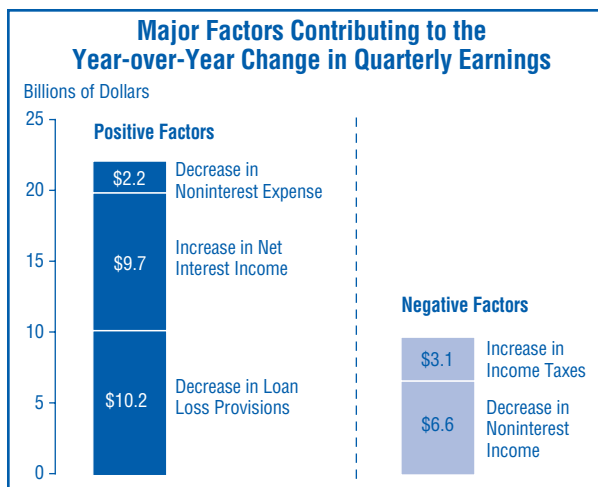 Major Factors Contributing to the
Year-over-Year Change in Quarterly Earnings
Billions of Dollars
25
20
15
10
5
0
Positive Factors
$2.2
Decrease in
Noninterest Expense
$9.7
Increase in Net
Interest Income
$10.2
Decrease in Loan
Loss Provisions
Negative Factors
$3.1
Increase in
Income Taxes
$6.6
Decrease in
Noninterest
Income